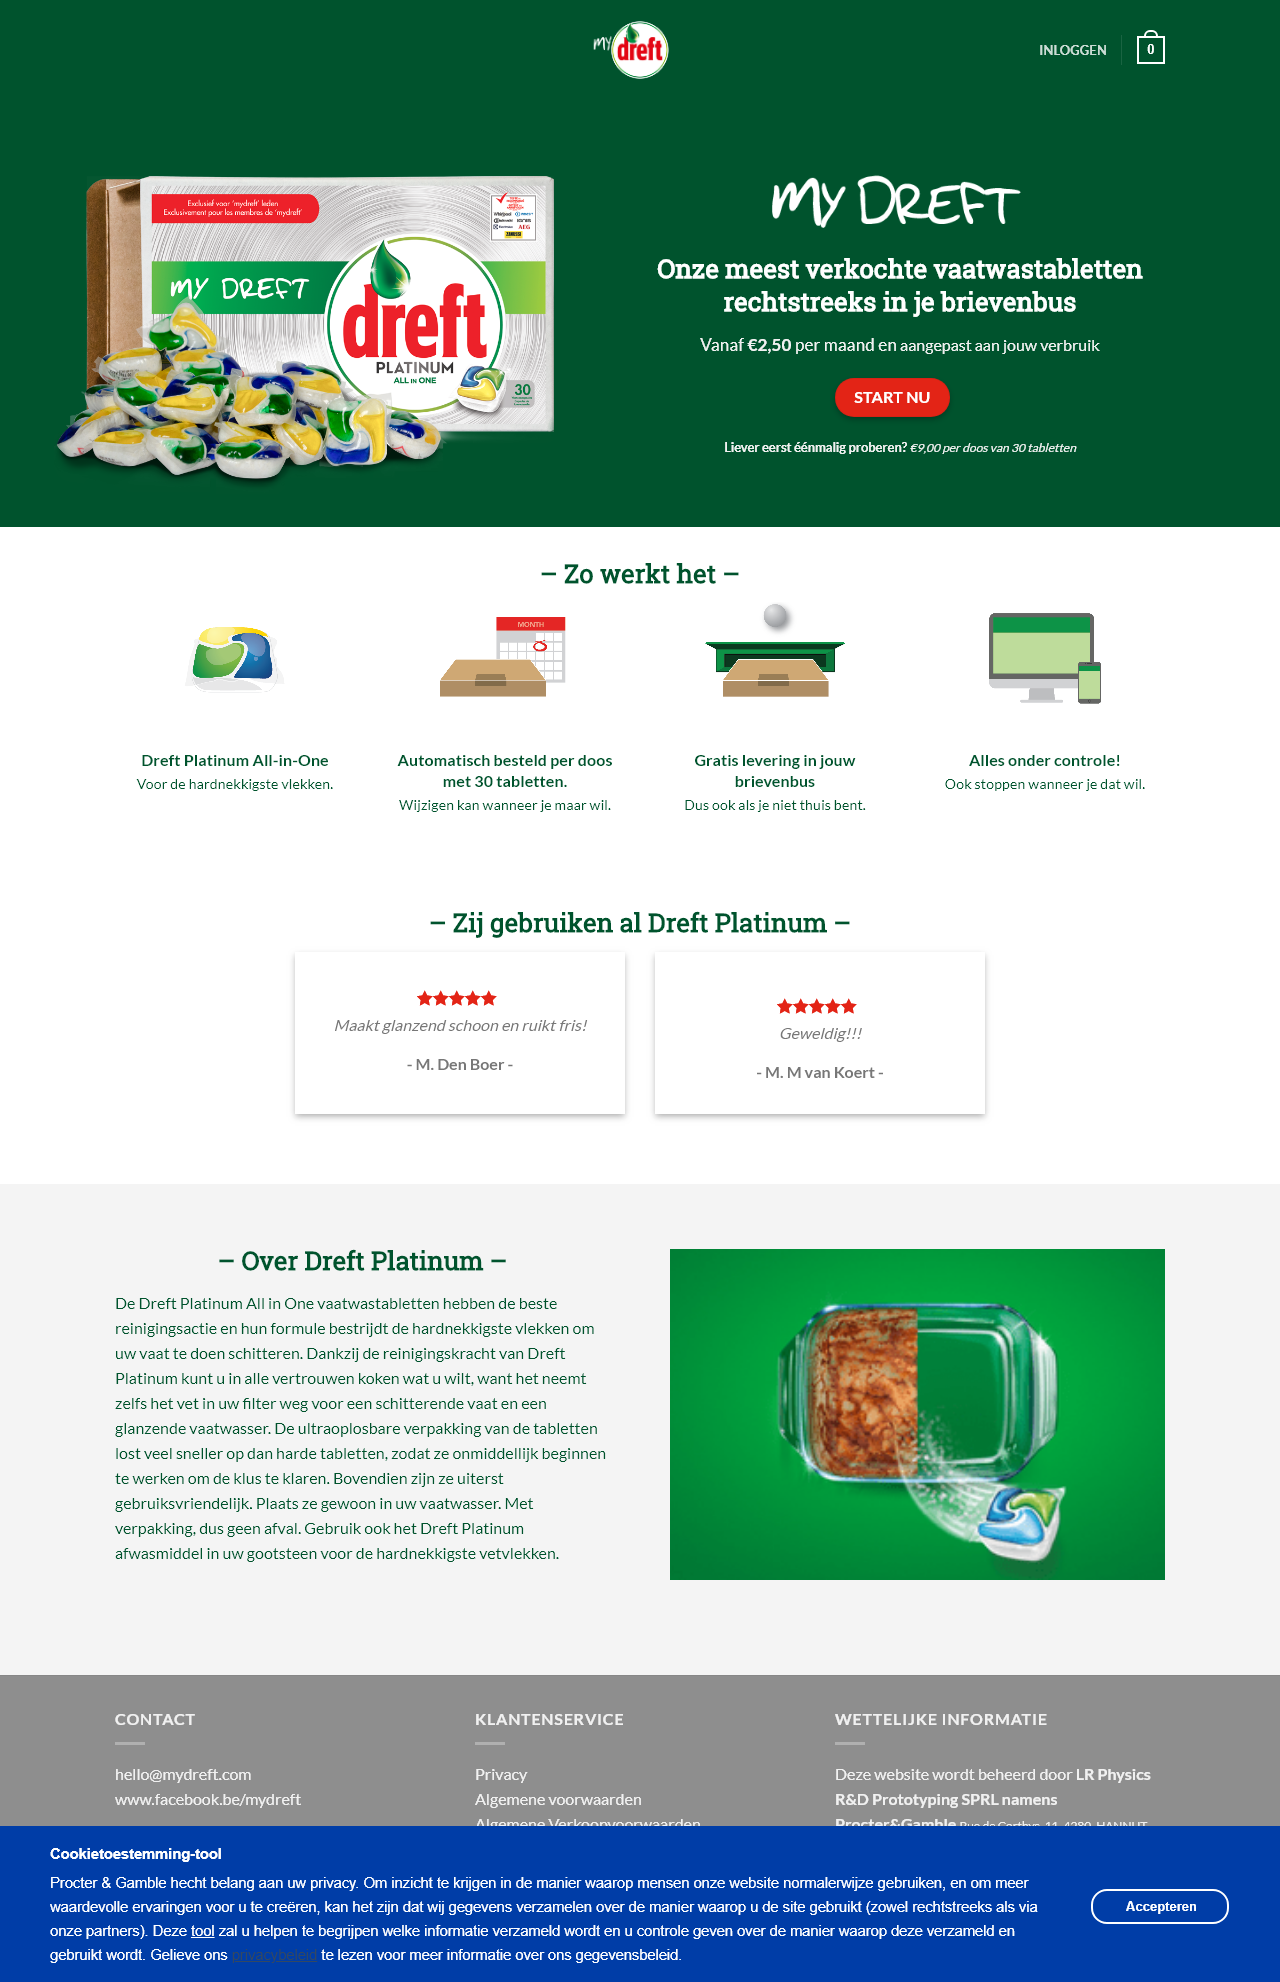 my dreft
INLOGGEN
0
Exclusief voor 'mydreft' leden
Exclusivement pour les membres de 'mydreft'
MY DREFT
dreft
PLATINUM
ALL IN ONE
30
MY DREFT
Onze meest verkochte vaatwastabletten
rechtstreeks in je brievenbus
Vanaf €2,50 per maand en aangepast aan jouw verbruik
START NU
Liever eerst éénmalig proberen? €9,00 per doos van 30 tabletten
– Zo werkt het –
MONTH
Dreft Platinum All-in-One
Voor de hardnekkigste vlekken.
Automatisch besteld per doos
met 30 tabletten.
Wijzigen kan wanneer je maar wil.
Gratis levering in jouw
brievenbus
Dus ook als je niet thuis bent.
Alles onder controle!
Ook stoppen wanneer je dat wil.
– Zij gebruiken al Dreft Platinum –
Maakt glanzend schoon en ruikt fris!
- M. Den Boer -
Geweldig!!!
- M. M van Koert -
– Over Dreft Platinum –
De Dreft Platinum All in One vaatwastabletten hebben de beste
reinigingsactie en hun formule bestrijdt de hardnekkigste vlekken om
uw vaat te doen schitteren. Dankzij de reinigingskracht van Dreft
Platinum kunt u in alle vertrouwen koken wat u wilt, want het neemt
zelfs het vet in uw filter weg voor een schitterende vaat en een
glanzende vaatwasser. De ultraoplosbare verpakking van de tabletten
lost veel sneller op dan harde tabletten, zodat ze onmiddellijk beginnen
te werken om de klus te klaren. Bovendien zijn ze uiterst
gebruiksvriendelijk. Plaats ze gewoon in uw vaatwasser. Met
verpakking, dus geen afval. Gebruik ook het Dreft Platinum
afwasmiddel in uw gootsteen voor de hardnekkigste vetvlekken.
CONTACT
hello@mydreft.com
www.facebook.be/mydreft
KLANTENSERVICE
Privacy
Algemene voorwaarden
Algemene Verkoopvoorwaarden
WETTELIJKE INFORMATIE
Deze website wordt beheerd door LR Physics
R&D Prototyping SPRL namens
Procter&Gamble Rue de Corthys, 11, 4280, HANNUT
Cookietoestemming-tool
Procter & Gamble hecht belang aan uw privacy. Om inzicht te krijgen in de manier waarop mensen onze website normalerwijze gebruiken, en om meer
waardevolle ervaringen voor u te creëren, kan het zijn dat wij gegevens verzamelen over de manier waarop u de site gebruikt (zowel rechtstreeks als via
onze partners). Deze tool zal u helpen te begrijpen welke informatie verzameld wordt en u controle geven over de manier waarop deze verzameld en
gebruikt wordt. Gelieve ons privacybeleid te lezen voor meer informatie over ons gegevensbeleid.
Accepteren